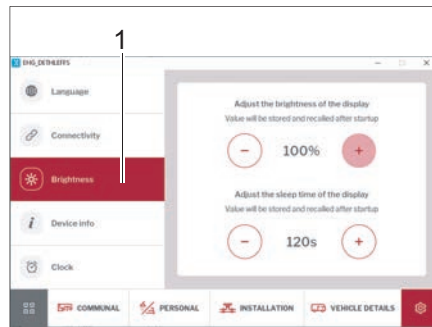 1
ENG_DETHLEFFS
Language
Connectivity
Brightness
Device info
Clock
Adjust the brightness of the display
Value will be stored and recalled after startup
- 100% +
Adjust the sleep time of the display
Value will be stored and recalled after startup
- 120s +
COMMUNAL PERSONAL INSTALLATION VEHICLE DETAILS